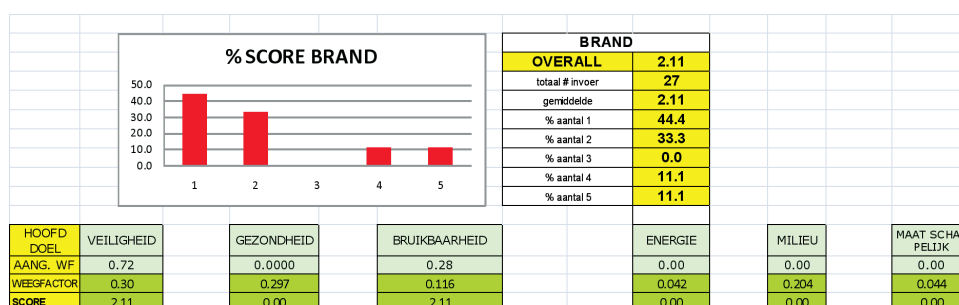 % SCORE BRAND
50.0
40.0
30.0
20.0
10.0
0.0
1 2 3 4 5
BRAND
OVERALL 2.11
totaal # invoer 27
gemiddelde 2.11
% aantal 1 44.4
% aantal 2 33.3
% aantal 3 0.0
% aantal 4 11.1
% aantal 5 11.1
HOOFD DOEL VEILIGHEID GEZONDHEID BRUIKBAARHEID ENERGIE MILIEU MAAT SCHA PELIJK
AANG. WF 0.72 0.0000 0.28 0.00 0.00 0.00
WEEGFACTOR 0.30 0.297 0.116 0.042 0.204 0.044
SCORE 2.11 0.00 2.11 0.00 0.00 0.00